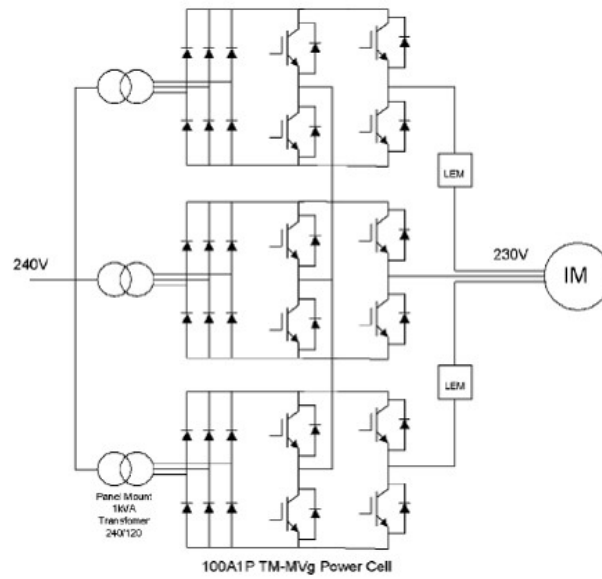 LEM
240V
230V
IM
LEM
Panel Mount
1kVA
Transfomer
240/120
100A1P TM-MVg Power Cell